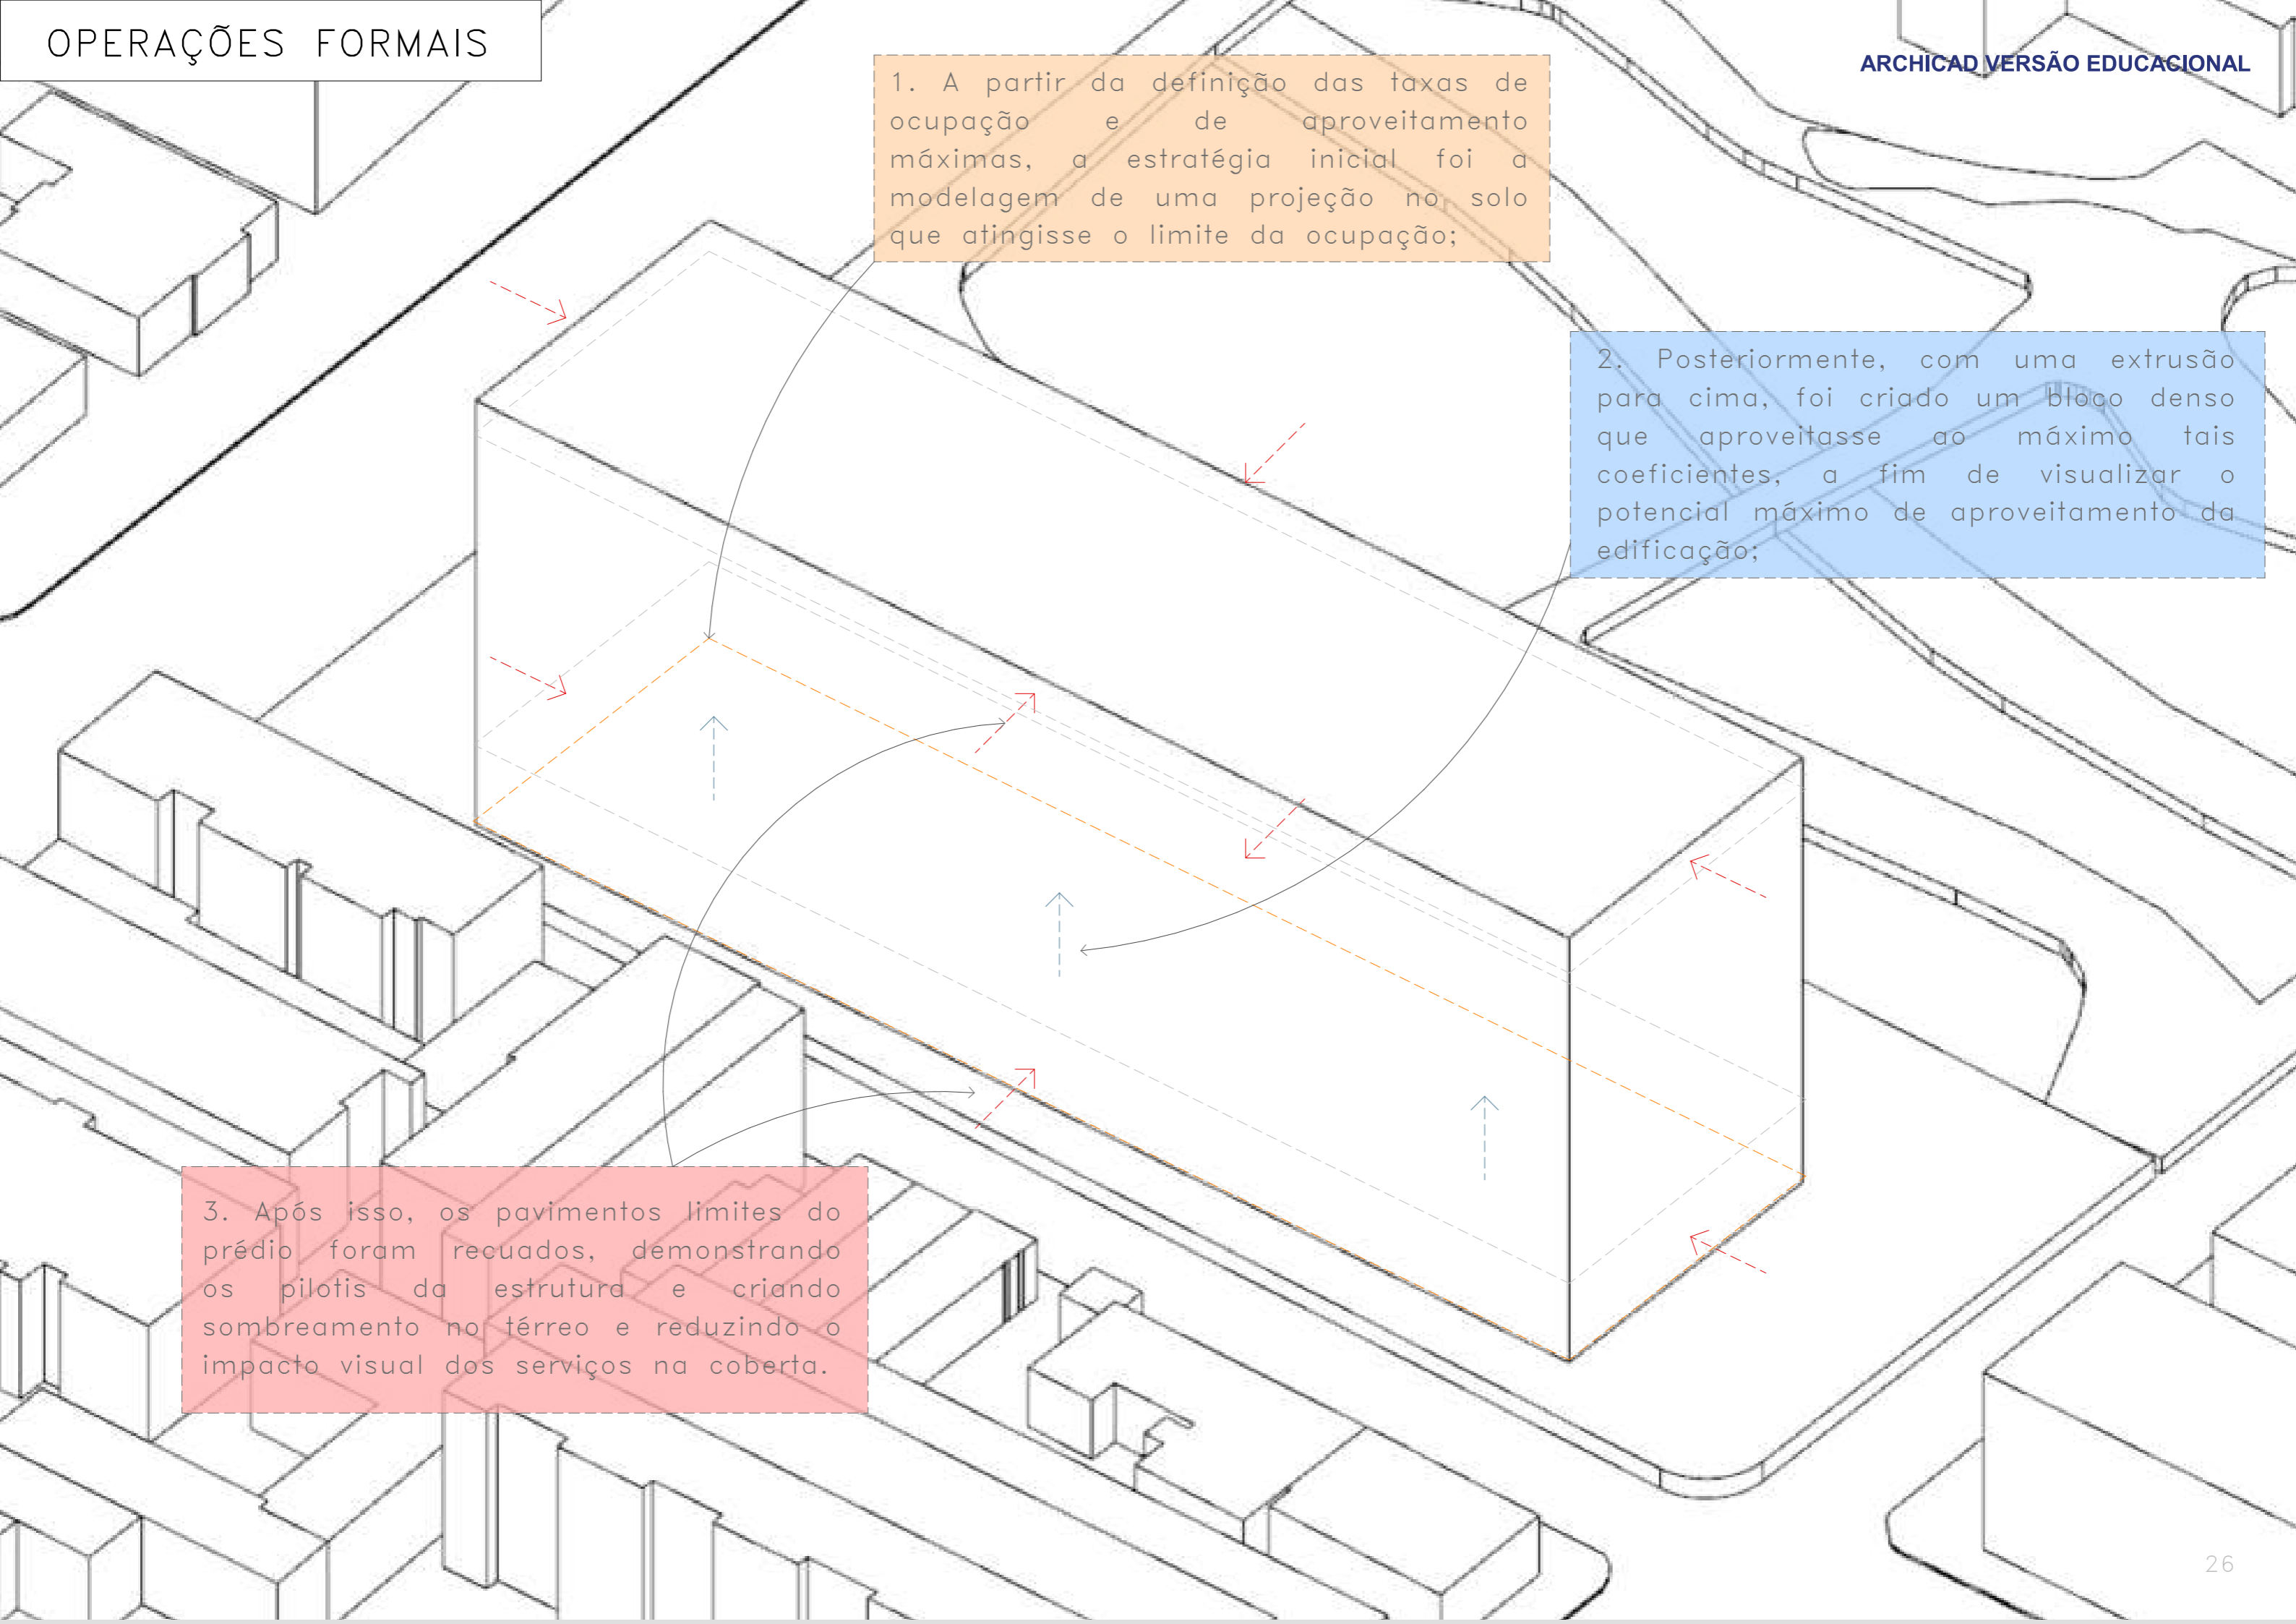 OPERAÇÕES FORMAIS
ARCHICAD VERSÃO EDUCACIONAL
1. A partir da definição das taxas de
ocupação e de aproveitamento
máximas, a estratégia inicial foi a
modelagem de uma projeção no solo
que atingisse o limite da ocupação;
2. Posteriormente, com uma extrusão
para cima, foi criado um bloco denso
que aproveitasse ao máximo tais
coeficientes, a fim de visualizar o
potencial máximo de aproveitamento da
edificação;
3. Após isso, os pavimentos limites do
prédio foram recuados, demonstrando
os pilotis da estrutura e criando
sombreamento no térreo e reduzindo o
impacto visual dos serviços na coberta.
26